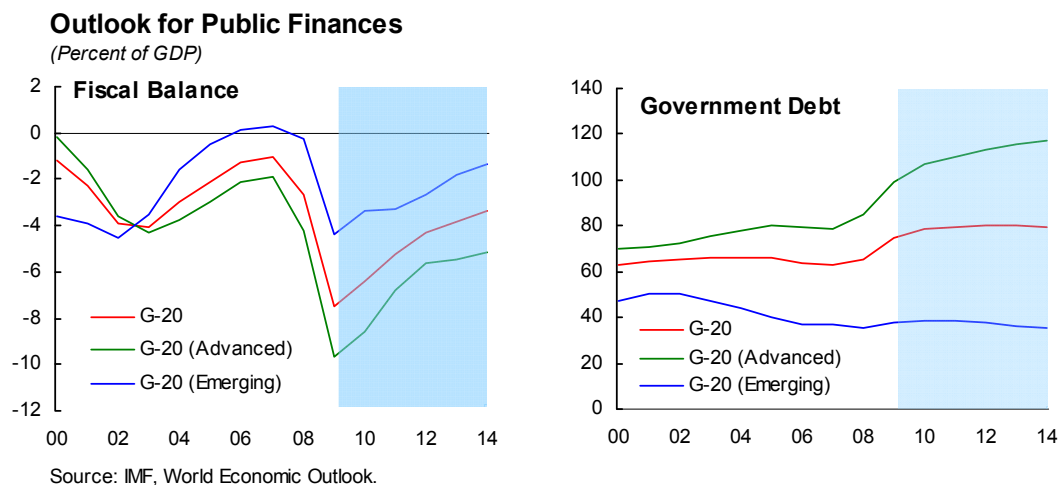 Outlook for Public Finances
(Percent of GDP)
Fiscal Balance
2
0
-2
-4
-6
-8
-10
-12
G-20
G-20 (Advanced)
G-20 (Emerging)
00 02 04 06 08 10 12 14
Government Debt
140
120
100
80
60
40
20
0
G-20
G-20 (Advanced)
G-20 (Emerging)
00 02 04 06 08 10 12 14
Source: IMF, World Economic Outlook.